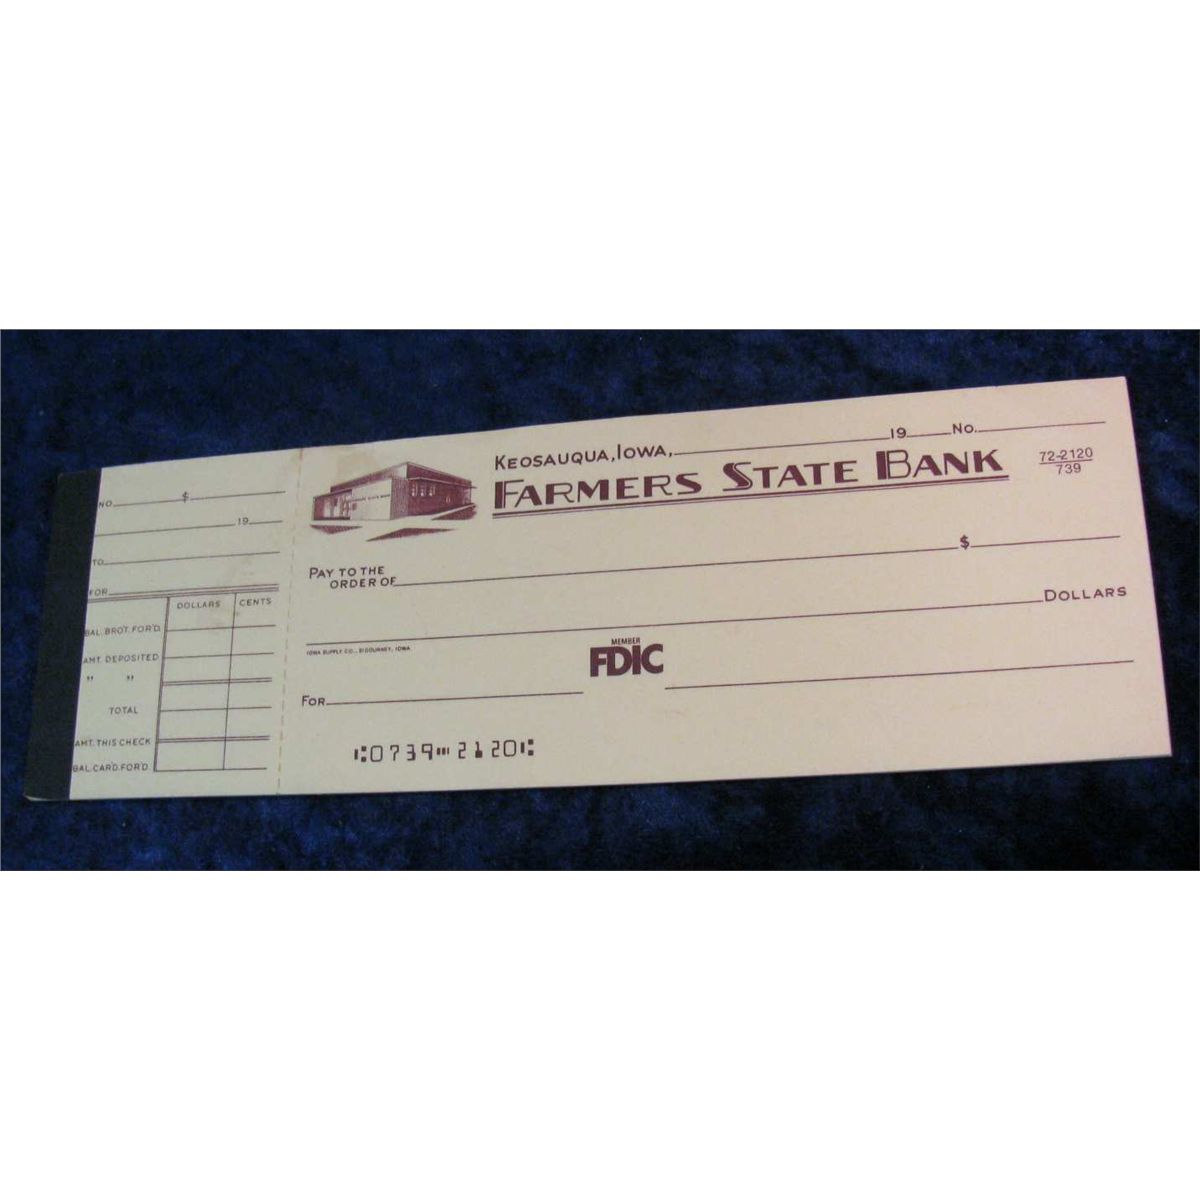 NO. $
19
TO
FOR
DOLLARS CENTS
BAL. BRO'T. FOR'D.
AMT. DEPOSITED
" "
TOTAL
AMT. THIS CHECK
BAL. CAR'D. FOR'D.
KEOSAUQUA, IOWA, 19 NO.
FARMERS STATE BANK
72-2120
739
PAY TO THE
ORDER OF $
DOLLARS
IOWA SUPPLY CO., SIGOURNEY, IOWA
MEMBER
FDIC
FOR
⑆0739⑉2120⑆